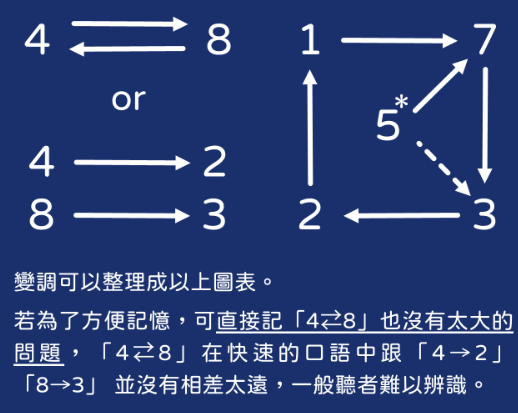 4 ⇄ 8
or
4 → 2
8 → 3
1 → 7
5*
2 ← 3
變調可以整理成以上圖表。
若為了方便記憶，可直接記「4⇄8」也沒有太大的
問題，「4⇄8」在快速的口語中跟「4→2」
「8→3」 並沒有相差太遠，一般聽者難以辨識。